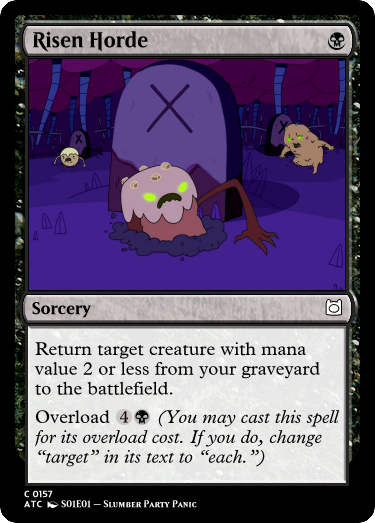 Risen Horde
Sorcery
Return target creature with mana
value 2 or less from your graveyard
to the battlefield.
Overload 4 (You may cast this spell
for its overload cost. If you do, change
“target” in its text to “each.”)
C 0157
ATC S01E01 – Slumber Party Panic